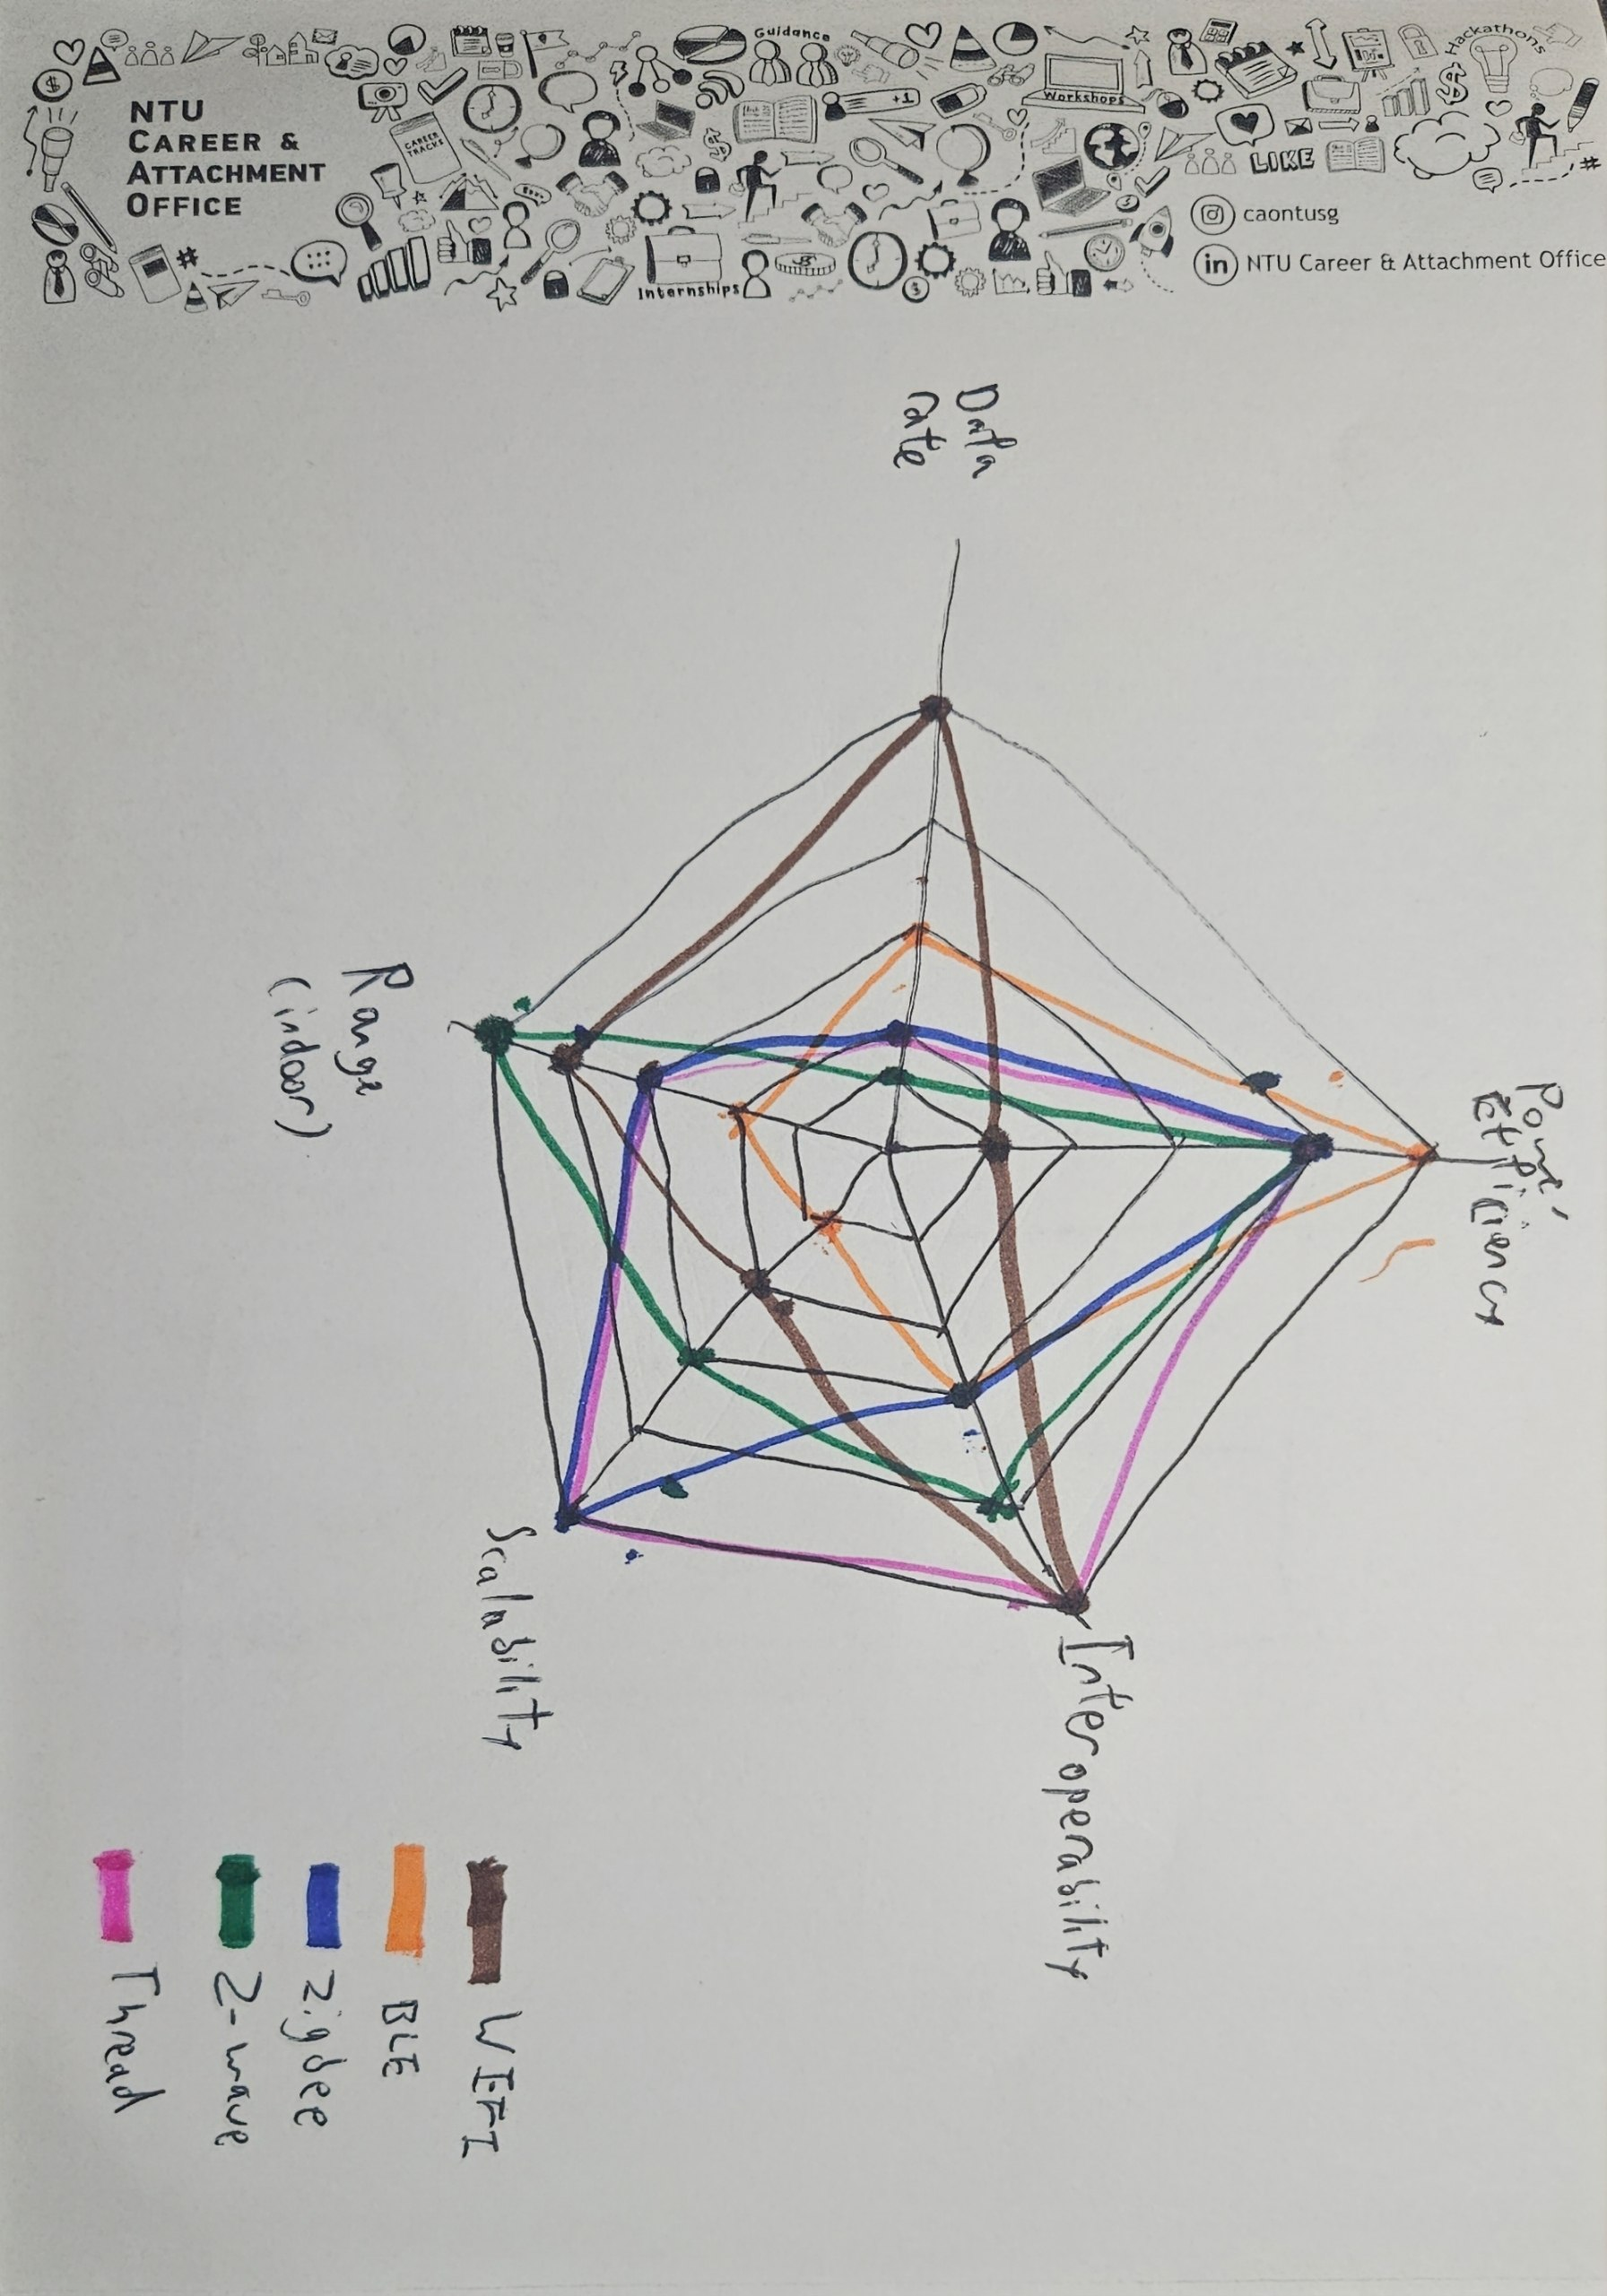 Guidance
Hackathons
NTU
CAREER &
ATTACHMENT
OFFICE
CAREER
TRACKS
Workshops
LIKE
caontusg
in NTU Career & Attachment Office
Internships
Data
rate
Power
Efficiency
Range
(indoor)
Scalability
Interoperability
WIFI
BLE
Zigbee
Z-wave
Thread